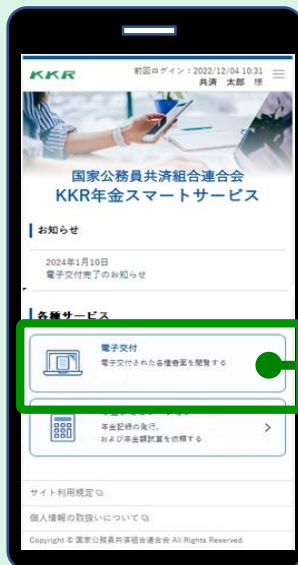 KKR
前回ログイン:2022/12/04 10:31
共済 太郎 様
国家公務員共済組合連合会
KKR年金スマートサービス
お知らせ
2024年1月10日
電子交付完了のお知らせ
各種サービス
電子交付
電子交付された各種書面を閲覧する
年金記録の発行、
および年金額試算を依頼する
サイト利用規定
個人情報の取扱いについて
Copyright © 国家公務員共済組合連合会 All Rights Reserved.